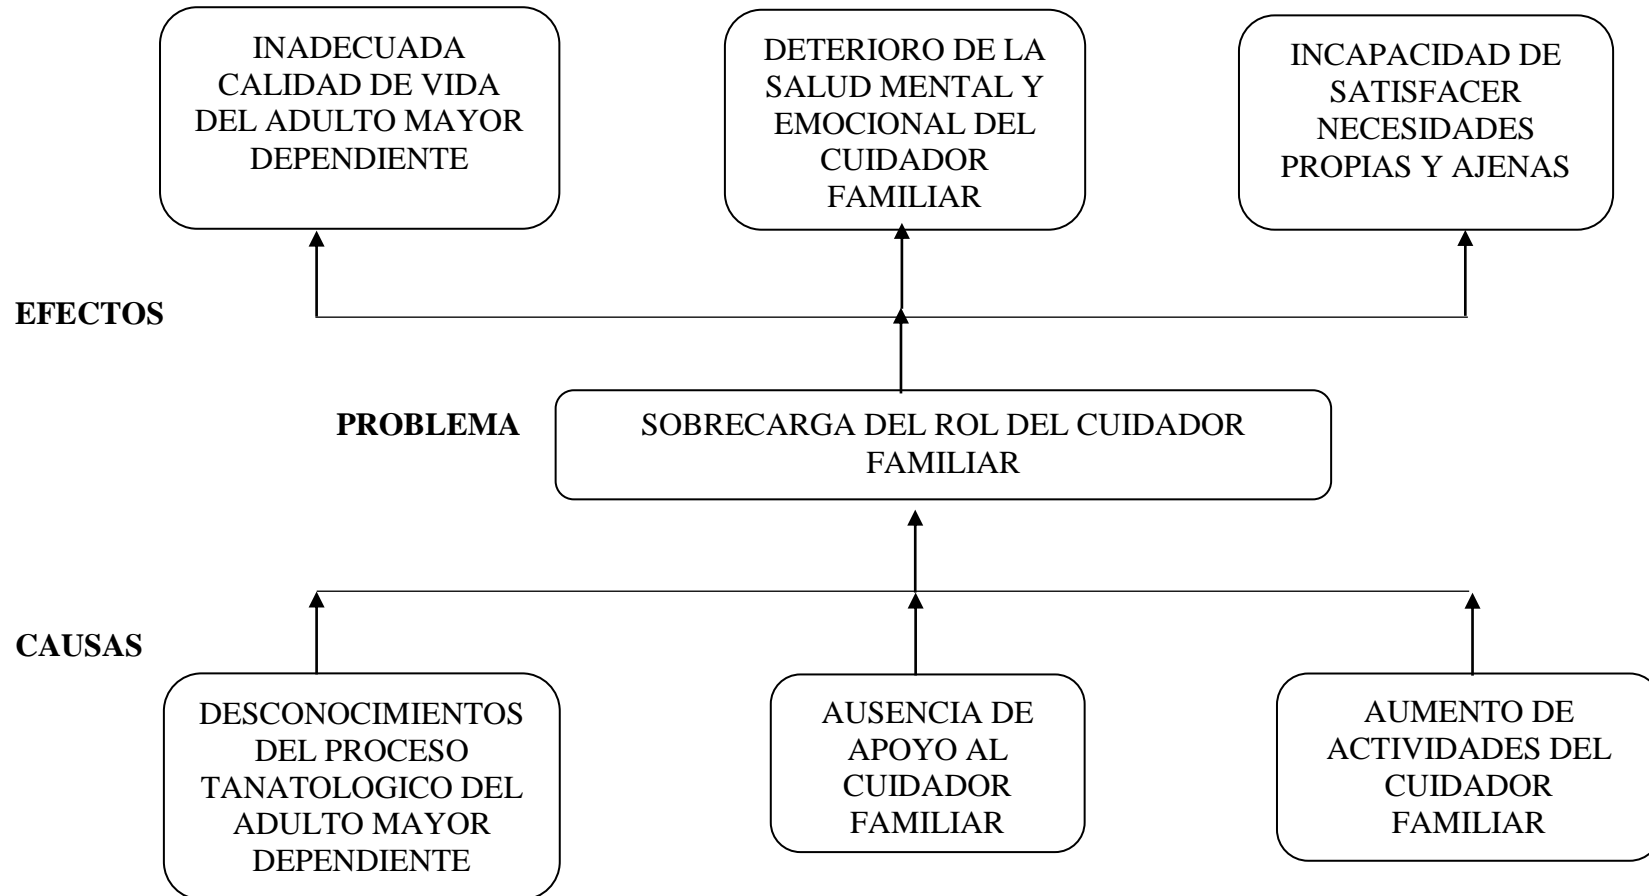 INADECUADA
CALIDAD DE VIDA
DEL ADULTO MAYOR
DEPENDIENTE
DETERIORO DE LA
SALUD MENTAL Y
EMOCIONAL DEL
CUIDADOR
FAMILIAR
INCAPACIDAD DE
SATISFACER
NECESIDADES
PROPIAS Y AJENAS
EFECTOS
PROBLEMA
SOBRECARGA DEL ROL DEL CUIDADOR
FAMILIAR
CAUSAS
DESCONOCIMIENTOS
DEL PROCESO
TANATOLOGICO DEL
ADULTO MAYOR
DEPENDIENTE
AUSENCIA DE
APOYO AL
CUIDADOR
FAMILIAR
AUMENTO DE
ACTIVIDADES DEL
CUIDADOR
FAMILIAR